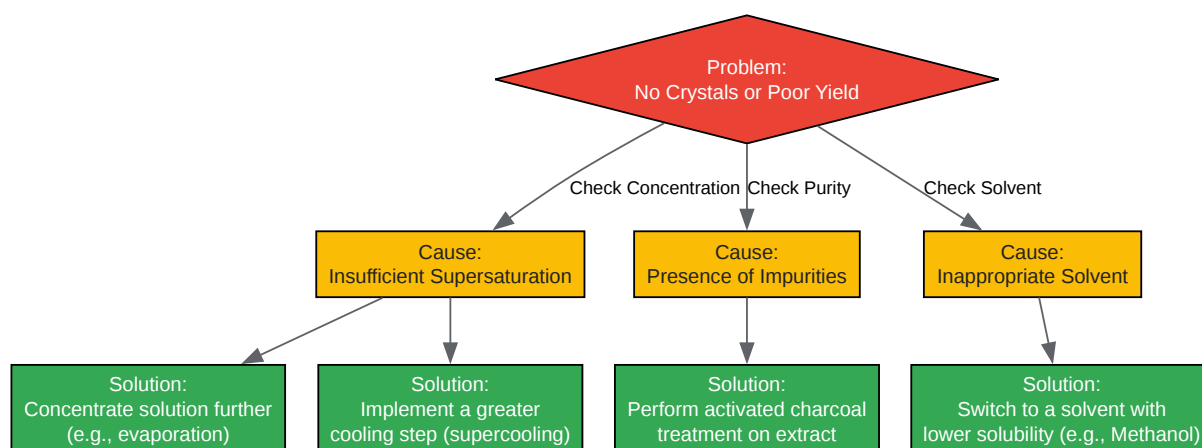 Problem:
No Crystals or Poor Yield
Check Concentration
Check Purity
Check Solvent
Cause:
Insufficient Supersaturation
Cause:
Presence of Impurities
Cause:
Inappropriate Solvent
Solution:
Concentrate solution further
(e.g., evaporation)
Solution:
Implement a greater
cooling step (supercooling)
Solution:
Perform activated charcoal
treatment on extract
Solution:
Switch to a solvent with
lower solubility (e.g., Methanol)